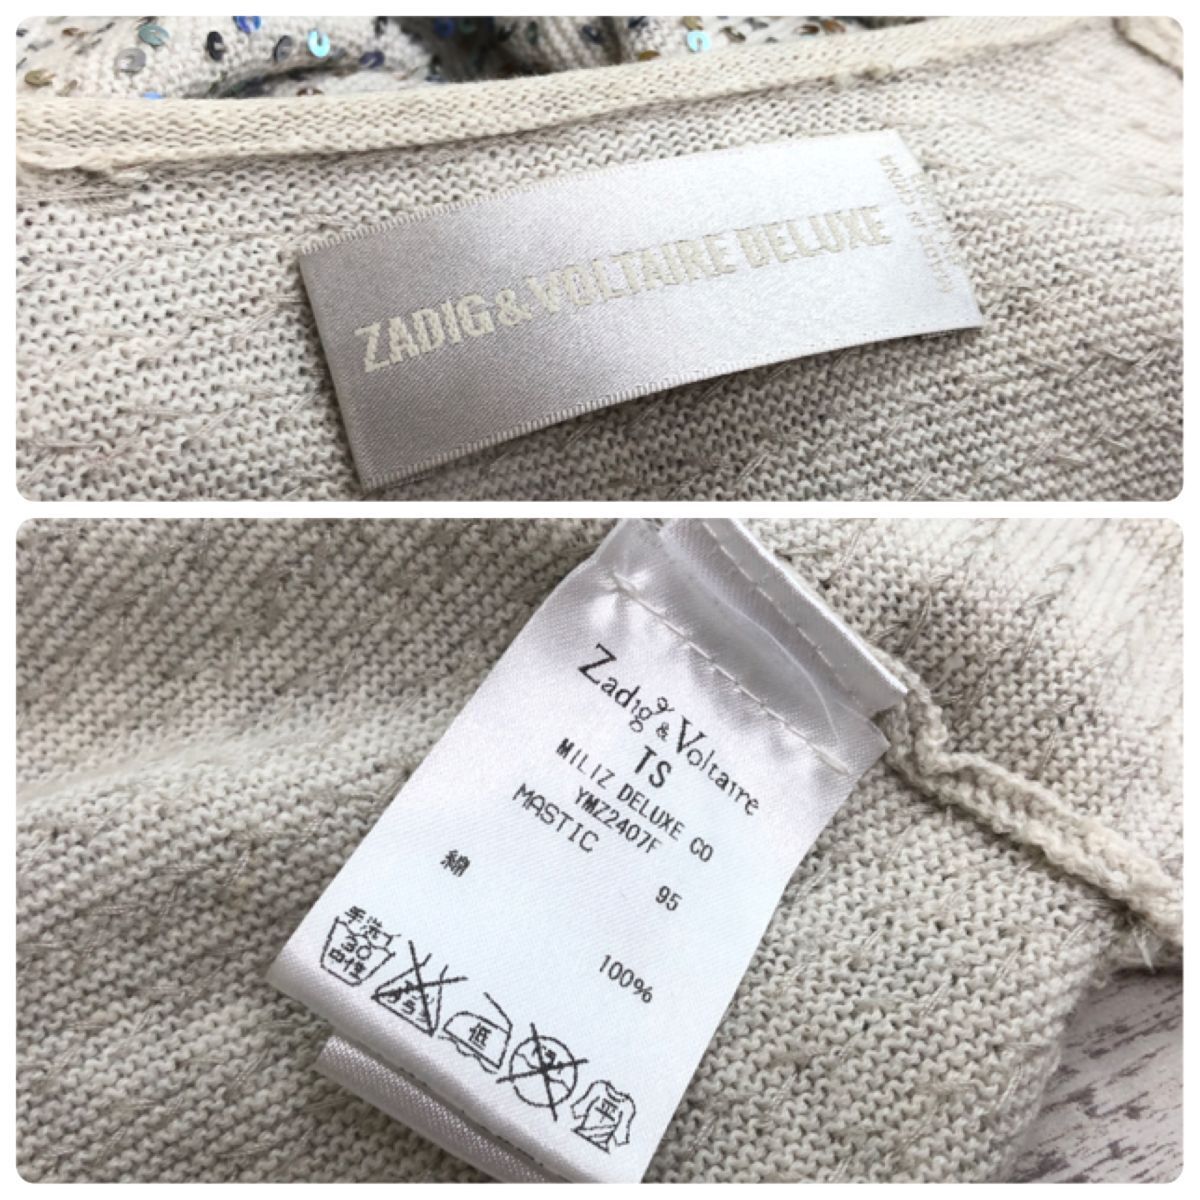 ZADIG&VOLTAIRE DELUXE
Zadig & Voltaire
TS
MILIZ DELUXE CO
YMZ2407F
MASTIC
95
綿 100%
手洗イ
30
中性
低
平